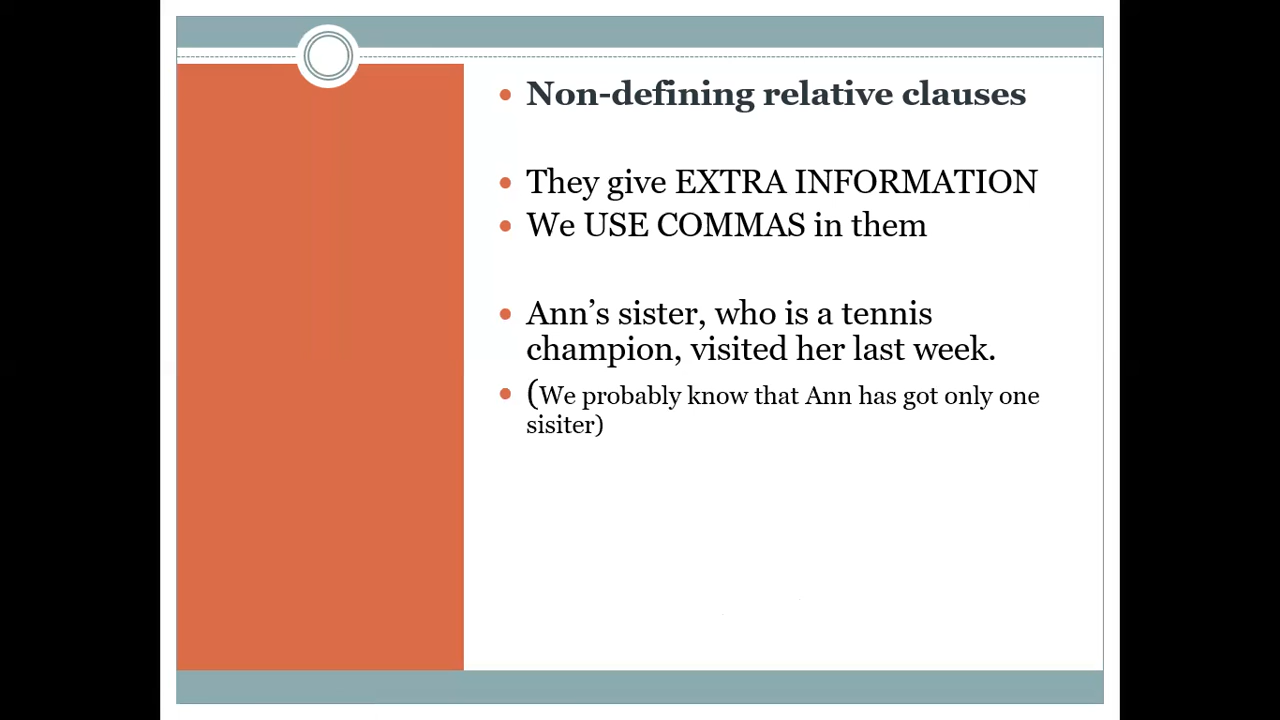 Non-defining relative clauses
They give EXTRA INFORMATION
We USE COMMAS in them
Ann’s sister, who is a tennis
champion, visited her last week.
(We probably know that Ann has got only one
sisiter)